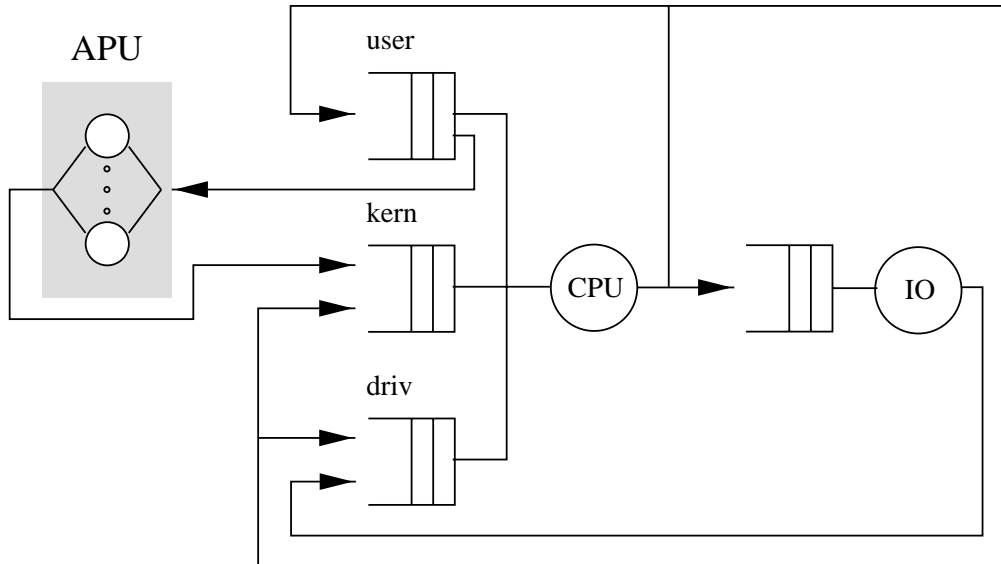 user
APU
kern
CPU
IO
driv